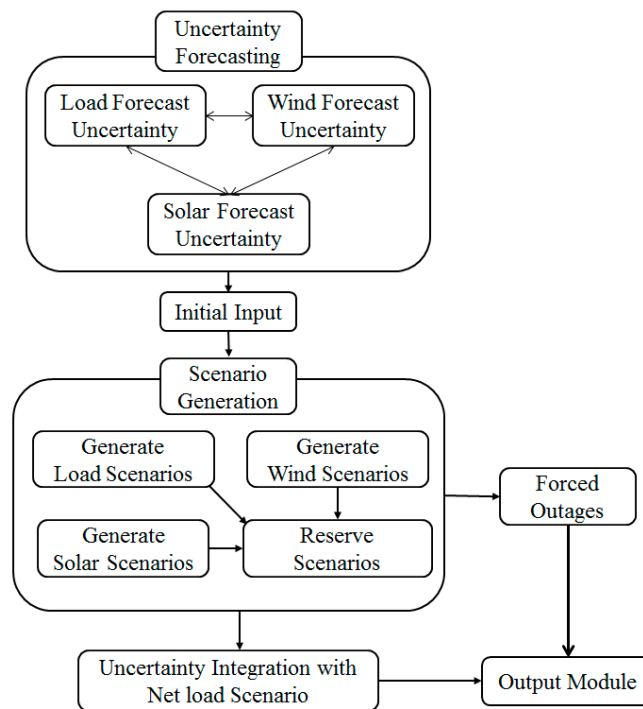 Uncertainty
Forecasting
Load Forecast
Uncertainty
Wind Forecast
Uncertainty
Solar Forecast
Uncertainty
Initial Input
Scenario
Generation
Generate
Load Scenarios
Generate
Wind Scenarios
Generate
Solar Scenarios
Reserve
Scenarios
Forced
Outages
Uncertainty Integration with
Net load Scenario
Output Module